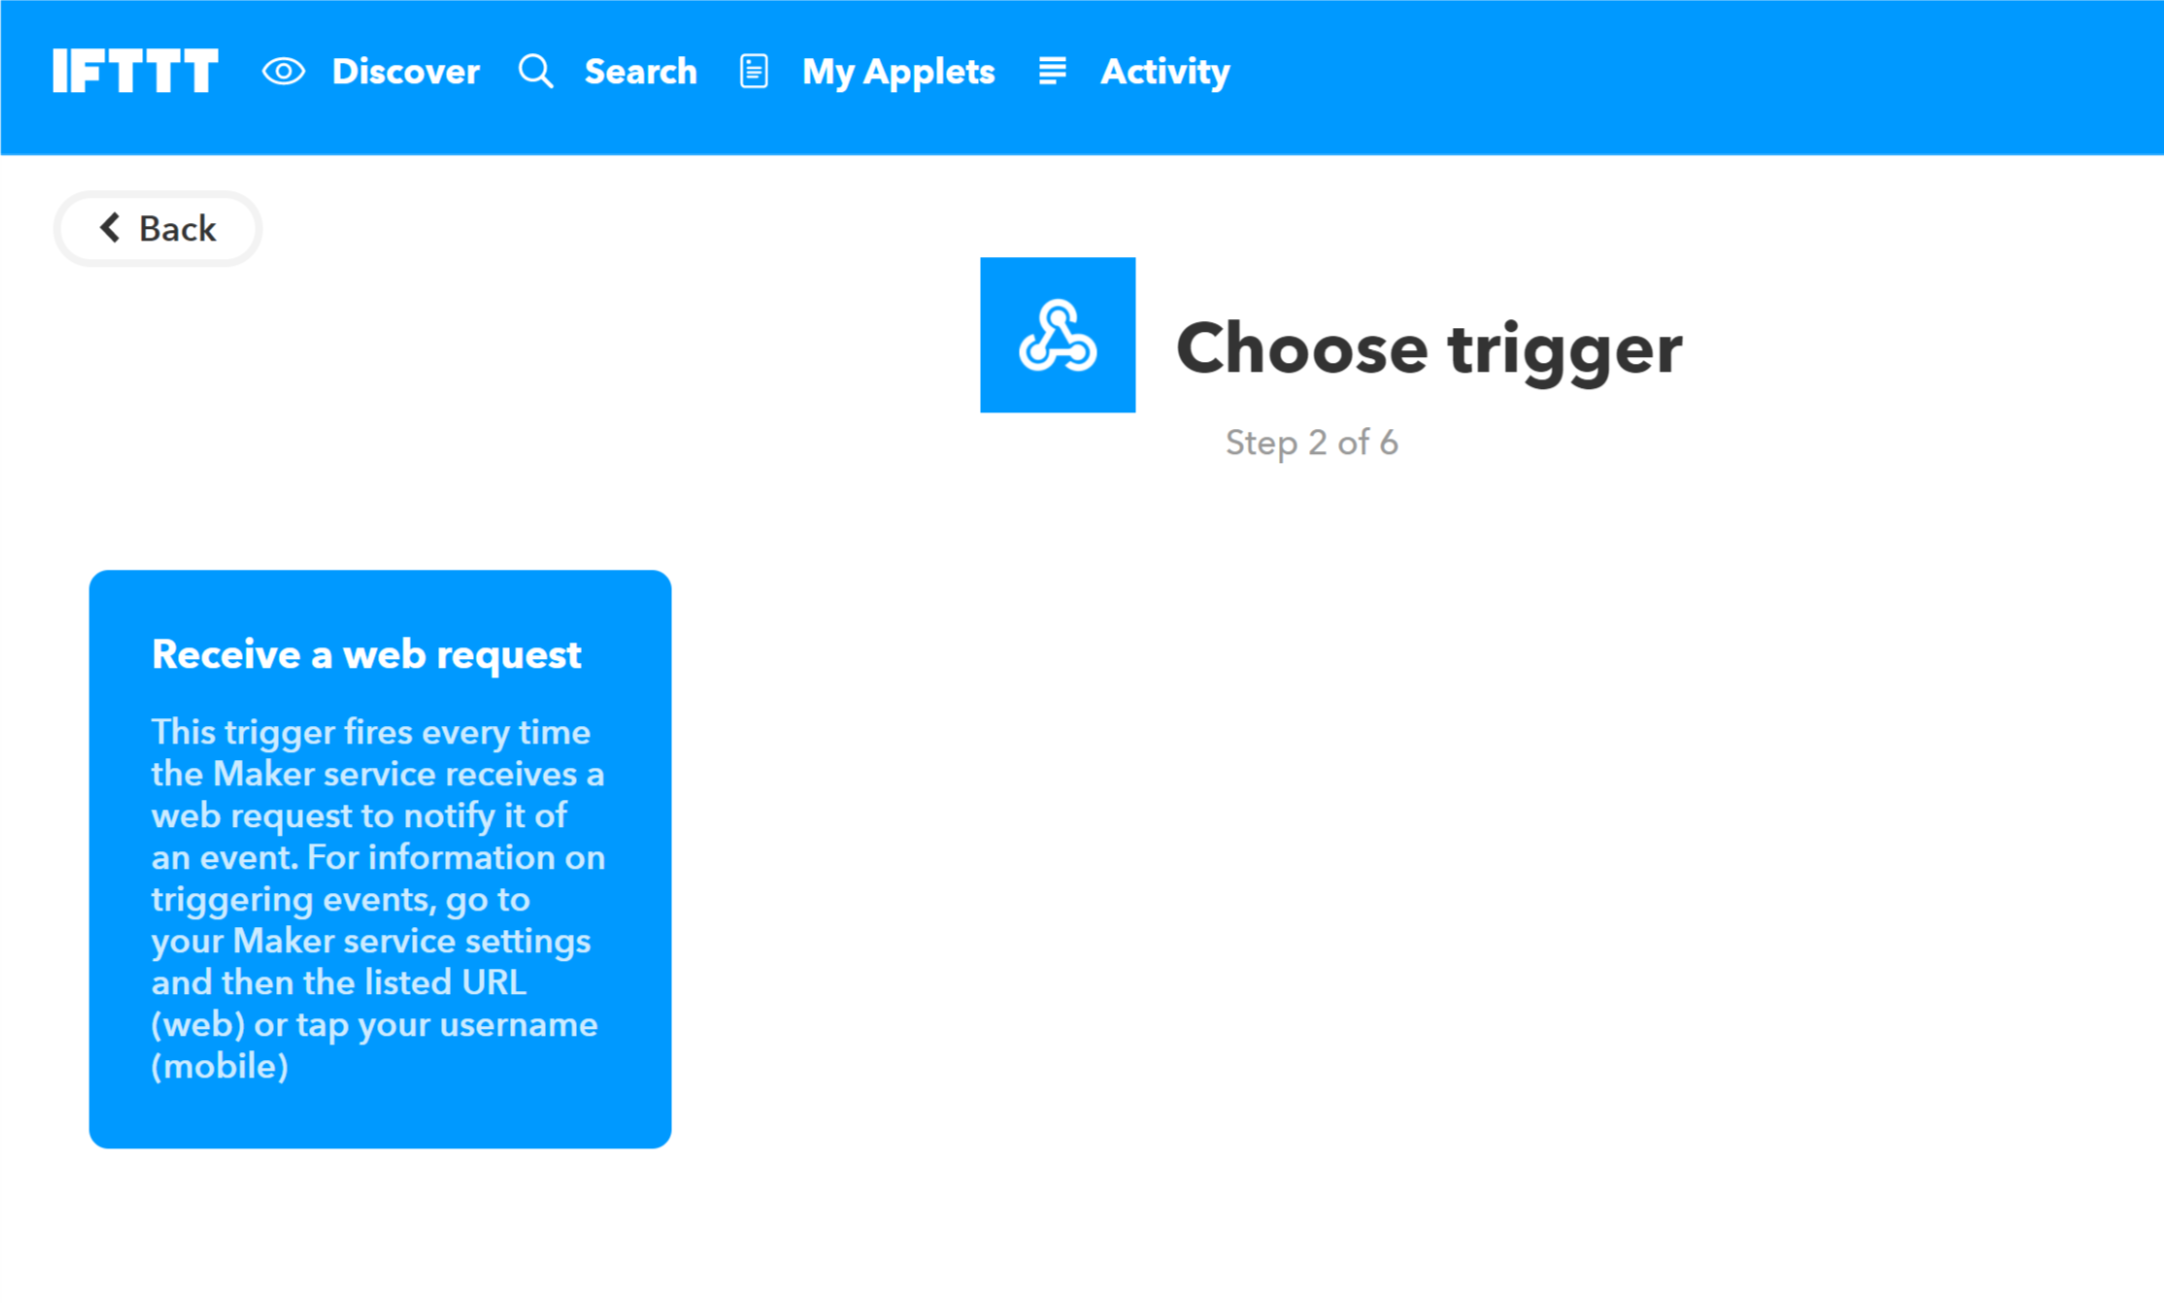 IFTTT Discover Search My Applets Activity
Back
Choose trigger
Step 2 of 6
Receive a web request
This trigger fires every time
the Maker service receives a
web request to notify it of
an event. For information on
triggering events, go to
your Maker service settings
and then the listed URL
(web) or tap your username
(mobile)